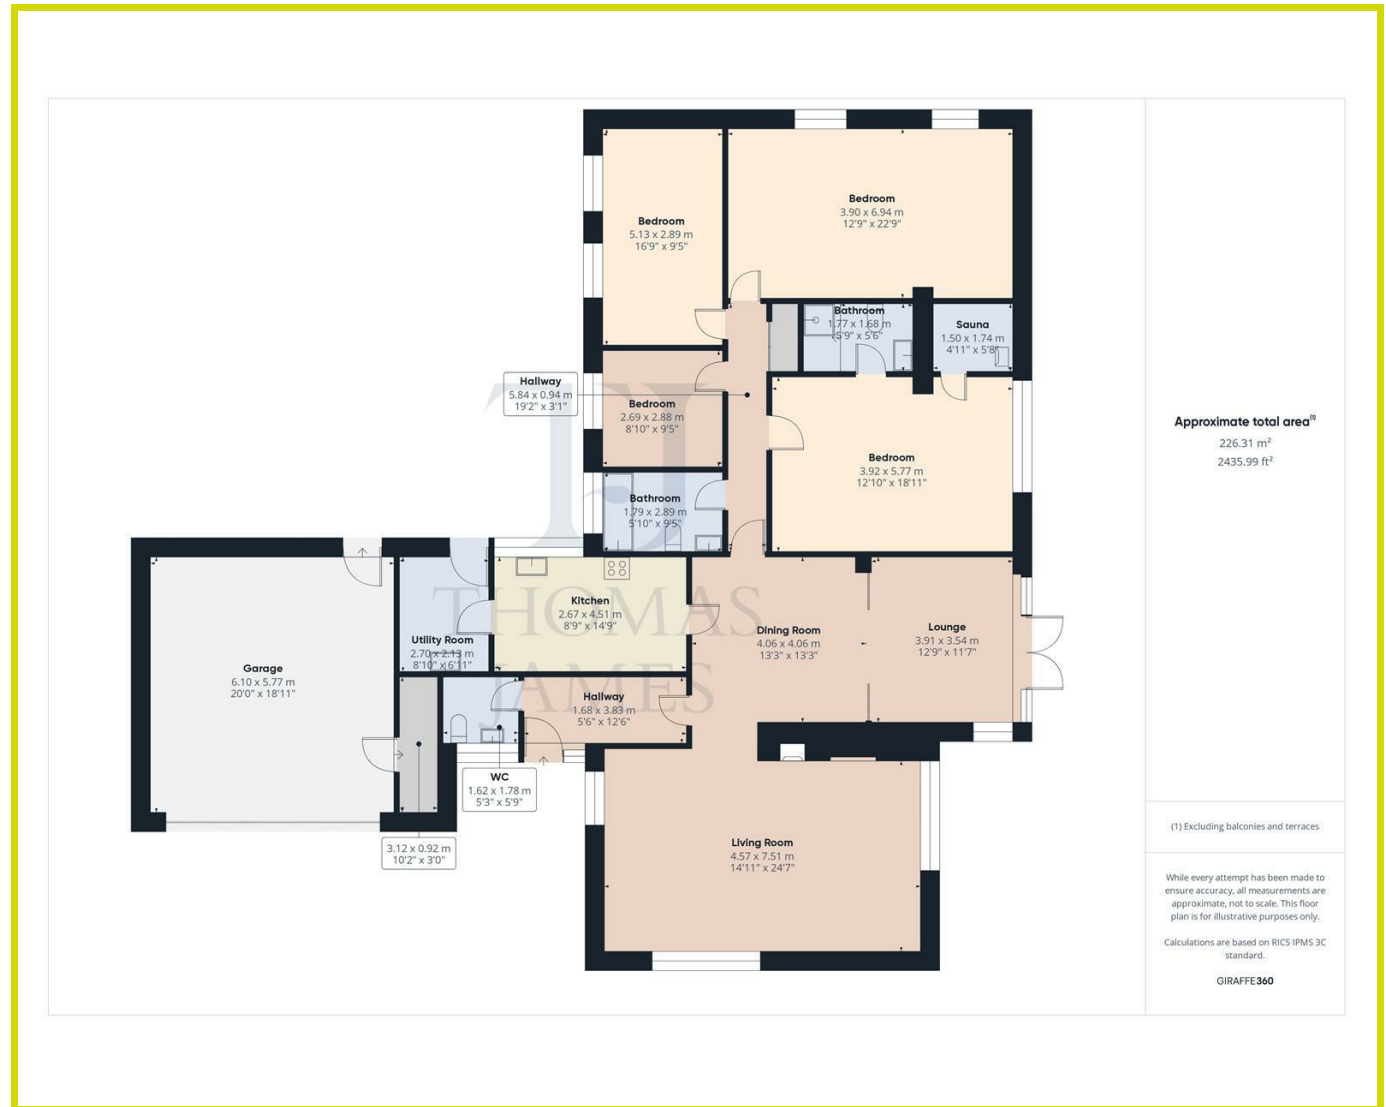 Bedroom
3.90 x 6.94 m
12'9" x 22'9"
Bedroom
5.13 x 2.89 m
16'9" x 9'5"
Bathroom
1.77 x 1.68 m
5'9" x 5'6"
Sauna
1.50 x 1.74 m
4'11" x 5'8"
Hallway
5.84 x 0.94 m
19'2" x 3'1"
Bedroom
2.69 x 2.88 m
8'10" x 9'5"
Bedroom
3.92 x 5.77 m
12'10" x 18'11"
Bathroom
1.79 x 2.89 m
5'10" x 9'5"
TJ
THOMAS
JAMES
Kitchen
2.67 x 4.51 m
8'9" x 14'9"
Utility Room
2.70 x 2.13 m
8'10" x 6'11"
Dining Room
4.06 x 4.06 m
13'3" x 13'3"
Lounge
3.91 x 3.54 m
12'9" x 11'7"
Garage
6.10 x 5.77 m
20'0" x 18'11"
Hallway
1.68 x 3.83 m
5'6" x 12'6"
WC
1.62 x 1.78 m
5'3" x 5'9"
3.12 x 0.92 m
10'2" x 3'0"
Living Room
4.57 x 7.51 m
14'11" x 24'7"
Approximate total area(1)
226.31 m²
2435.99 ft²
(1) Excluding balconies and terraces
While every attempt has been made to
ensure accuracy, all measurements are
approximate, not to scale. This floor
plan is for illustrative purposes only.
Calculations are based on RICS IPMS 3C
standard.
GIRAFFE360